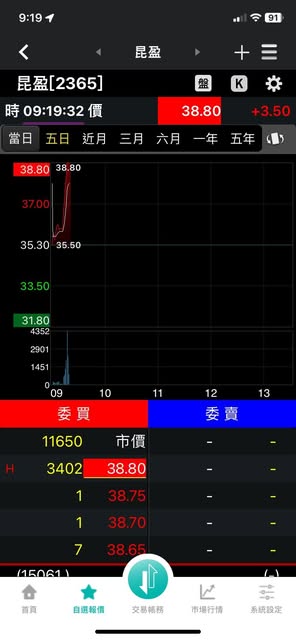 9:19
91
昆盈
昆盈[2365] 盤 K
時 09:19:32 價 38.80 +3.50
當日 五日 近月 三月 六月 一年 五年
38.80 38.80
37.00
35.30 35.50
33.50
31.80
4352
2901
1451
0
09 10 11 12 13
委買 委賣
11650 市價 - -
H 3402 38.80 - -
1 38.75 - -
1 38.70 - -
7 38.65 - -
(15061) (-)
首頁 自選報價 交易帳務 市場行情 系統設定